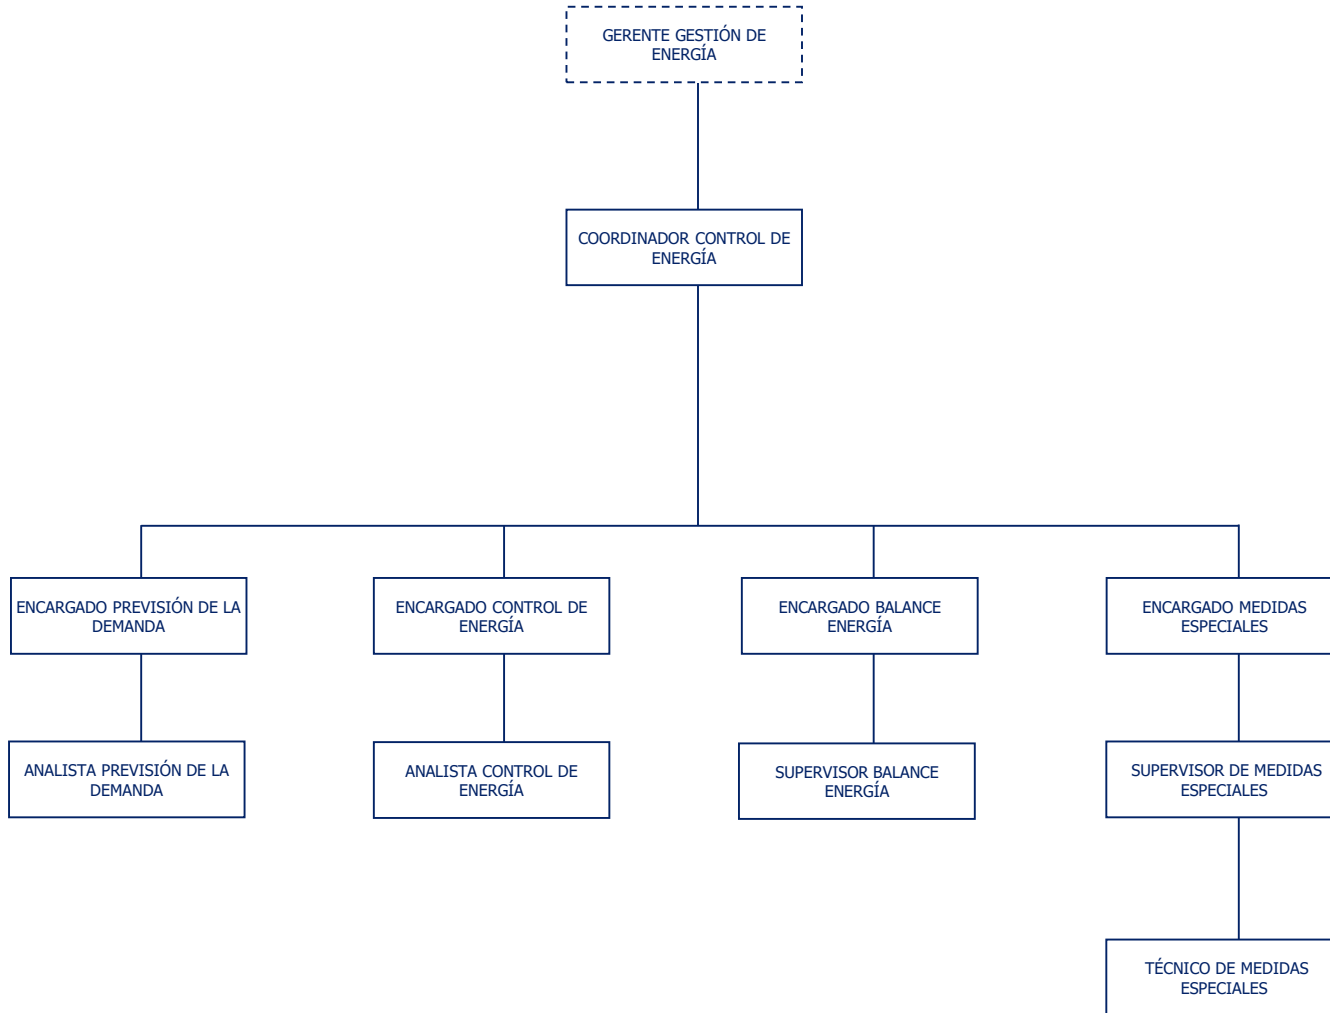 GERENTE GESTIÓN DE
ENERGÍA
COORDINADOR CONTROL DE
ENERGÍA
ENCARGADO PREVISIÓN DE LA
DEMANDA
ENCARGADO CONTROL DE
ENERGÍA
ENCARGADO BALANCE
ENERGÍA
ENCARGADO MEDIDAS
ESPECIALES
ANALISTA PREVISIÓN DE LA
DEMANDA
ANALISTA CONTROL DE
ENERGÍA
SUPERVISOR BALANCE
ENERGÍA
SUPERVISOR DE MEDIDAS
ESPECIALES
TÉCNICO DE MEDIDAS
ESPECIALES